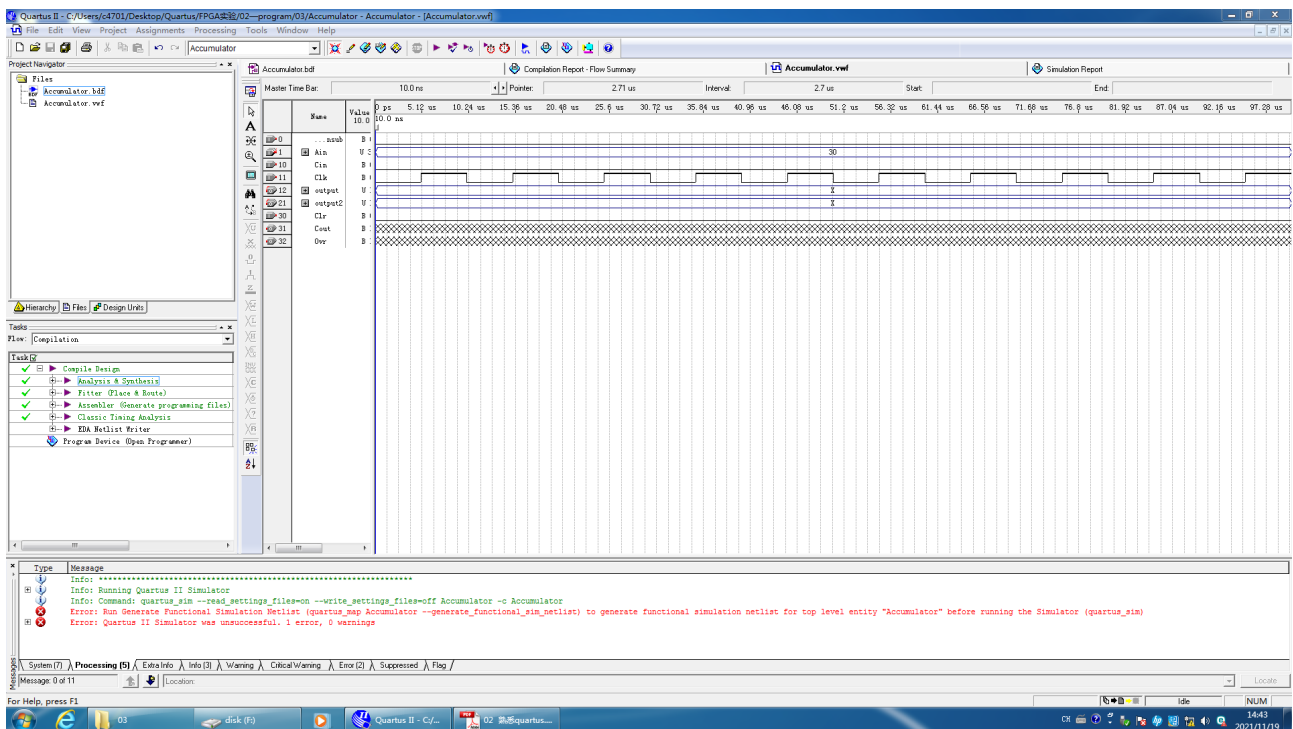 Quartus II - C:/Users/c4701/Desktop/Quartus/FPGA实验/02—program/03/Accumulator - Accumulator - [Accumulator.vwf]
File Edit View Project Assignments Processing Tools Window Help
Accumulator
Project Navigator
Accumulator.bdf
Compilation Report - Flow Summary
Accumulator.vwf
Simulation Report
Files
Accumulator.bdf
Accumulator.vwf
Master Time Bar: 10.0 ns Pointer: 2.71 us Interval: 2.7 us Start: End:
Name Value 10.0
0 ps 5.12 us 10.24 us 15.36 us 20.48 us 25.6 us 30.72 us 35.84 us 40.96 us 46.08 us 51.2 us 56.32 us 61.44 us 66.56 us 71.68 us 76.8 us 81.92 us 87.04 us 92.16 us 97.28 us
10.0 ns
0 ...nsub B
1 Ain U 30
10 Cin B
11 Clk B
12 output U X
21 output2 U X
30 Clr B
31 Cout B
32 Ovr B
Hierarchy Files Design Units
Tasks
Flow: Compilation
Task
Compile Design
Analysis & Synthesis
Fitter (Place & Route)
Assembler (Generate programming files)
Classic Timing Analysis
EDA Netlist Writer
Program Device (Open Programmer)
Type Message
Info: *******************************************************************
Info: Running Quartus II Simulator
Info: Command: quartus_sim --read_settings_files=on --write_settings_files=off Accumulator -c Accumulator
Error: Run Generate Functional Simulation Netlist (quartus_map Accumulator --generate_functional_sim_netlist) to generate functional simulation netlist for top level entity "Accumulator" before running the Simulator (quartus_sim)
Error: Quartus II Simulator was unsuccessful. 1 error, 0 warnings
System (7) Processing (5) Extra Info Info (3) Warning Critical Warning Error (2) Suppressed Flag
Messages
Message: 0 of 11 Location: Locate
For Help, press F1 Idle NUM
03 disk (F:) Quartus II - C:/... 02 熟悉quartus.... CH 14:43
2021/11/19